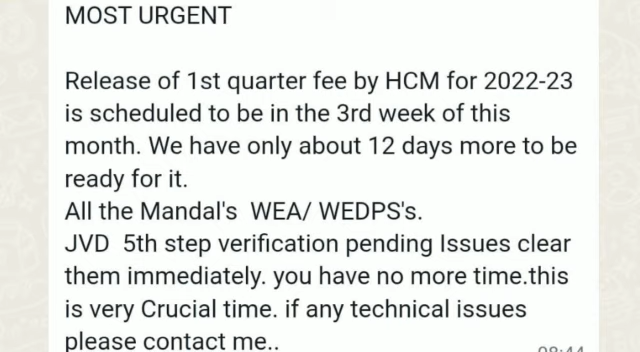 MOST URGENT
Release of 1st quarter fee by HCM for 2022-23
is scheduled to be in the 3rd week of this
month. We have only about 12 days more to be
ready for it.
All the Mandal's  WEA/ WEDPS's.
JVD  5th step verification pending Issues clear
them immediately. you have no more time.this
is very Crucial time. if any technical issues
please contact me..